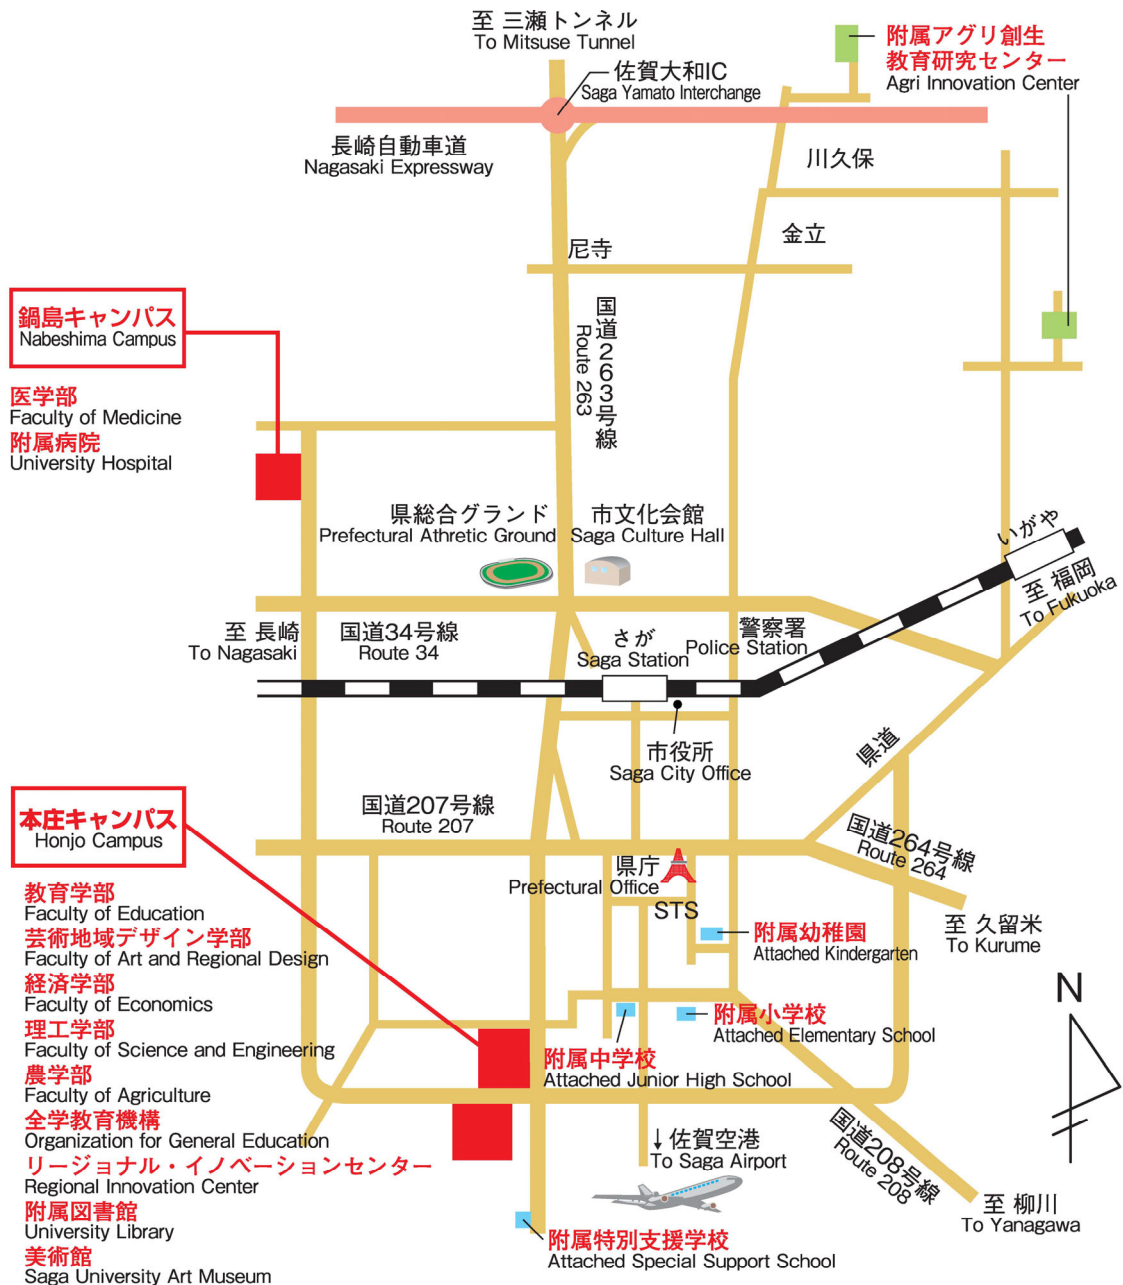 至 三瀬トンネル
To Mitsuse Tunnel
佐賀大和IC
Saga Yamato Interchange
附属アグリ創生
教育研究センター
Agri Innovation Center
長崎自動車道
Nagasaki Expressway
川久保
金立
尼寺
国道263号線
Route 263
鍋島キャンパス
Nabeshima Campus
医学部
Faculty of Medicine
附属病院
University Hospital
県総合グランド
Prefectural Athretic Ground
市文化会館
Saga Culture Hall
いがや
至 福岡
To Fukuoka
至 長崎
To Nagasaki
国道34号線
Route 34
さが
Saga Station
警察署
Police Station
市役所
Saga City Office
県道
国道207号線
Route 207
国道264号線
Route 264
至 久留米
To Kurume
県庁
Prefectural Office
STS
附属幼稚園
Attached Kindergarten
本庄キャンパス
Honjo Campus
教育学部
Faculty of Education
芸術地域デザイン学部
Faculty of Art and Regional Design
経済学部
Faculty of Economics
理工学部
Faculty of Science and Engineering
農学部
Faculty of Agriculture
全学教育機構
Organization for General Education
リージョナル・イノベーションセンター
Regional Innovation Center
附属図書館
University Library
美術館
Saga University Art Museum
附属小学校
Attached Elementary School
附属中学校
Attached Junior High School
N
↓佐賀空港
To Saga Airport
国道208号線
Route 208
至 柳川
To Yanagawa
附属特別支援学校
Attached Special Support School